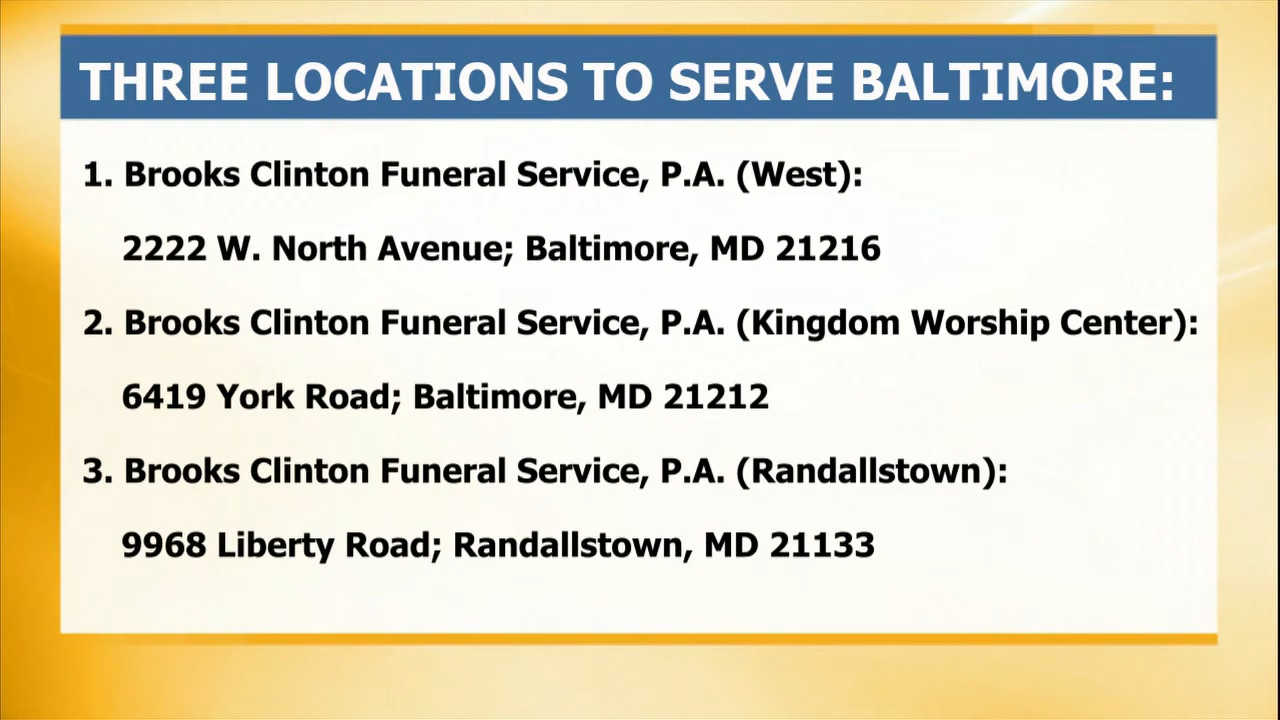 THREE LOCATIONS TO SERVE BALTIMORE:
1. Brooks Clinton Funeral Service, P.A. (West):
2222 W. North Avenue; Baltimore, MD 21216
2. Brooks Clinton Funeral Service, P.A. (Kingdom Worship Center):
6419 York Road; Baltimore, MD 21212
3. Brooks Clinton Funeral Service, P.A. (Randallstown):
9968 Liberty Road; Randallstown, MD 21133